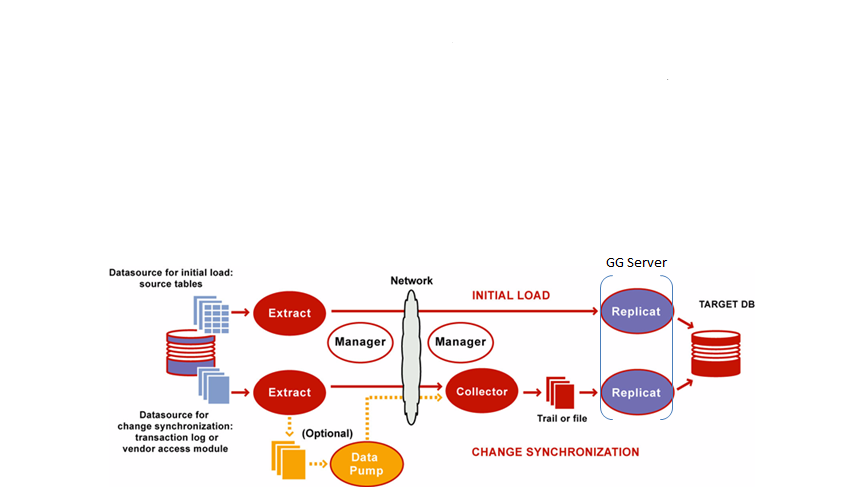 GG Server
Datasource for initial load:
source tables
Network
INITIAL LOAD
TARGET DB
Extract
Replicat
Manager
Manager
Extract
Collector
Replicat
Trail or file
Datasource for
change synchronization:
transaction log or
vendor access module
(Optional)
Data
Pump
CHANGE SYNCHRONIZATION